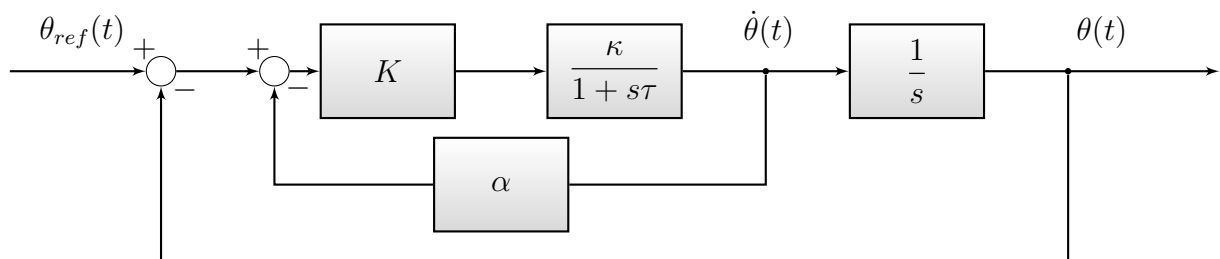 θ_ref(t)
+
−
+
−
K
κ
1 + sτ
θ̇(t)
1
s
θ(t)
α